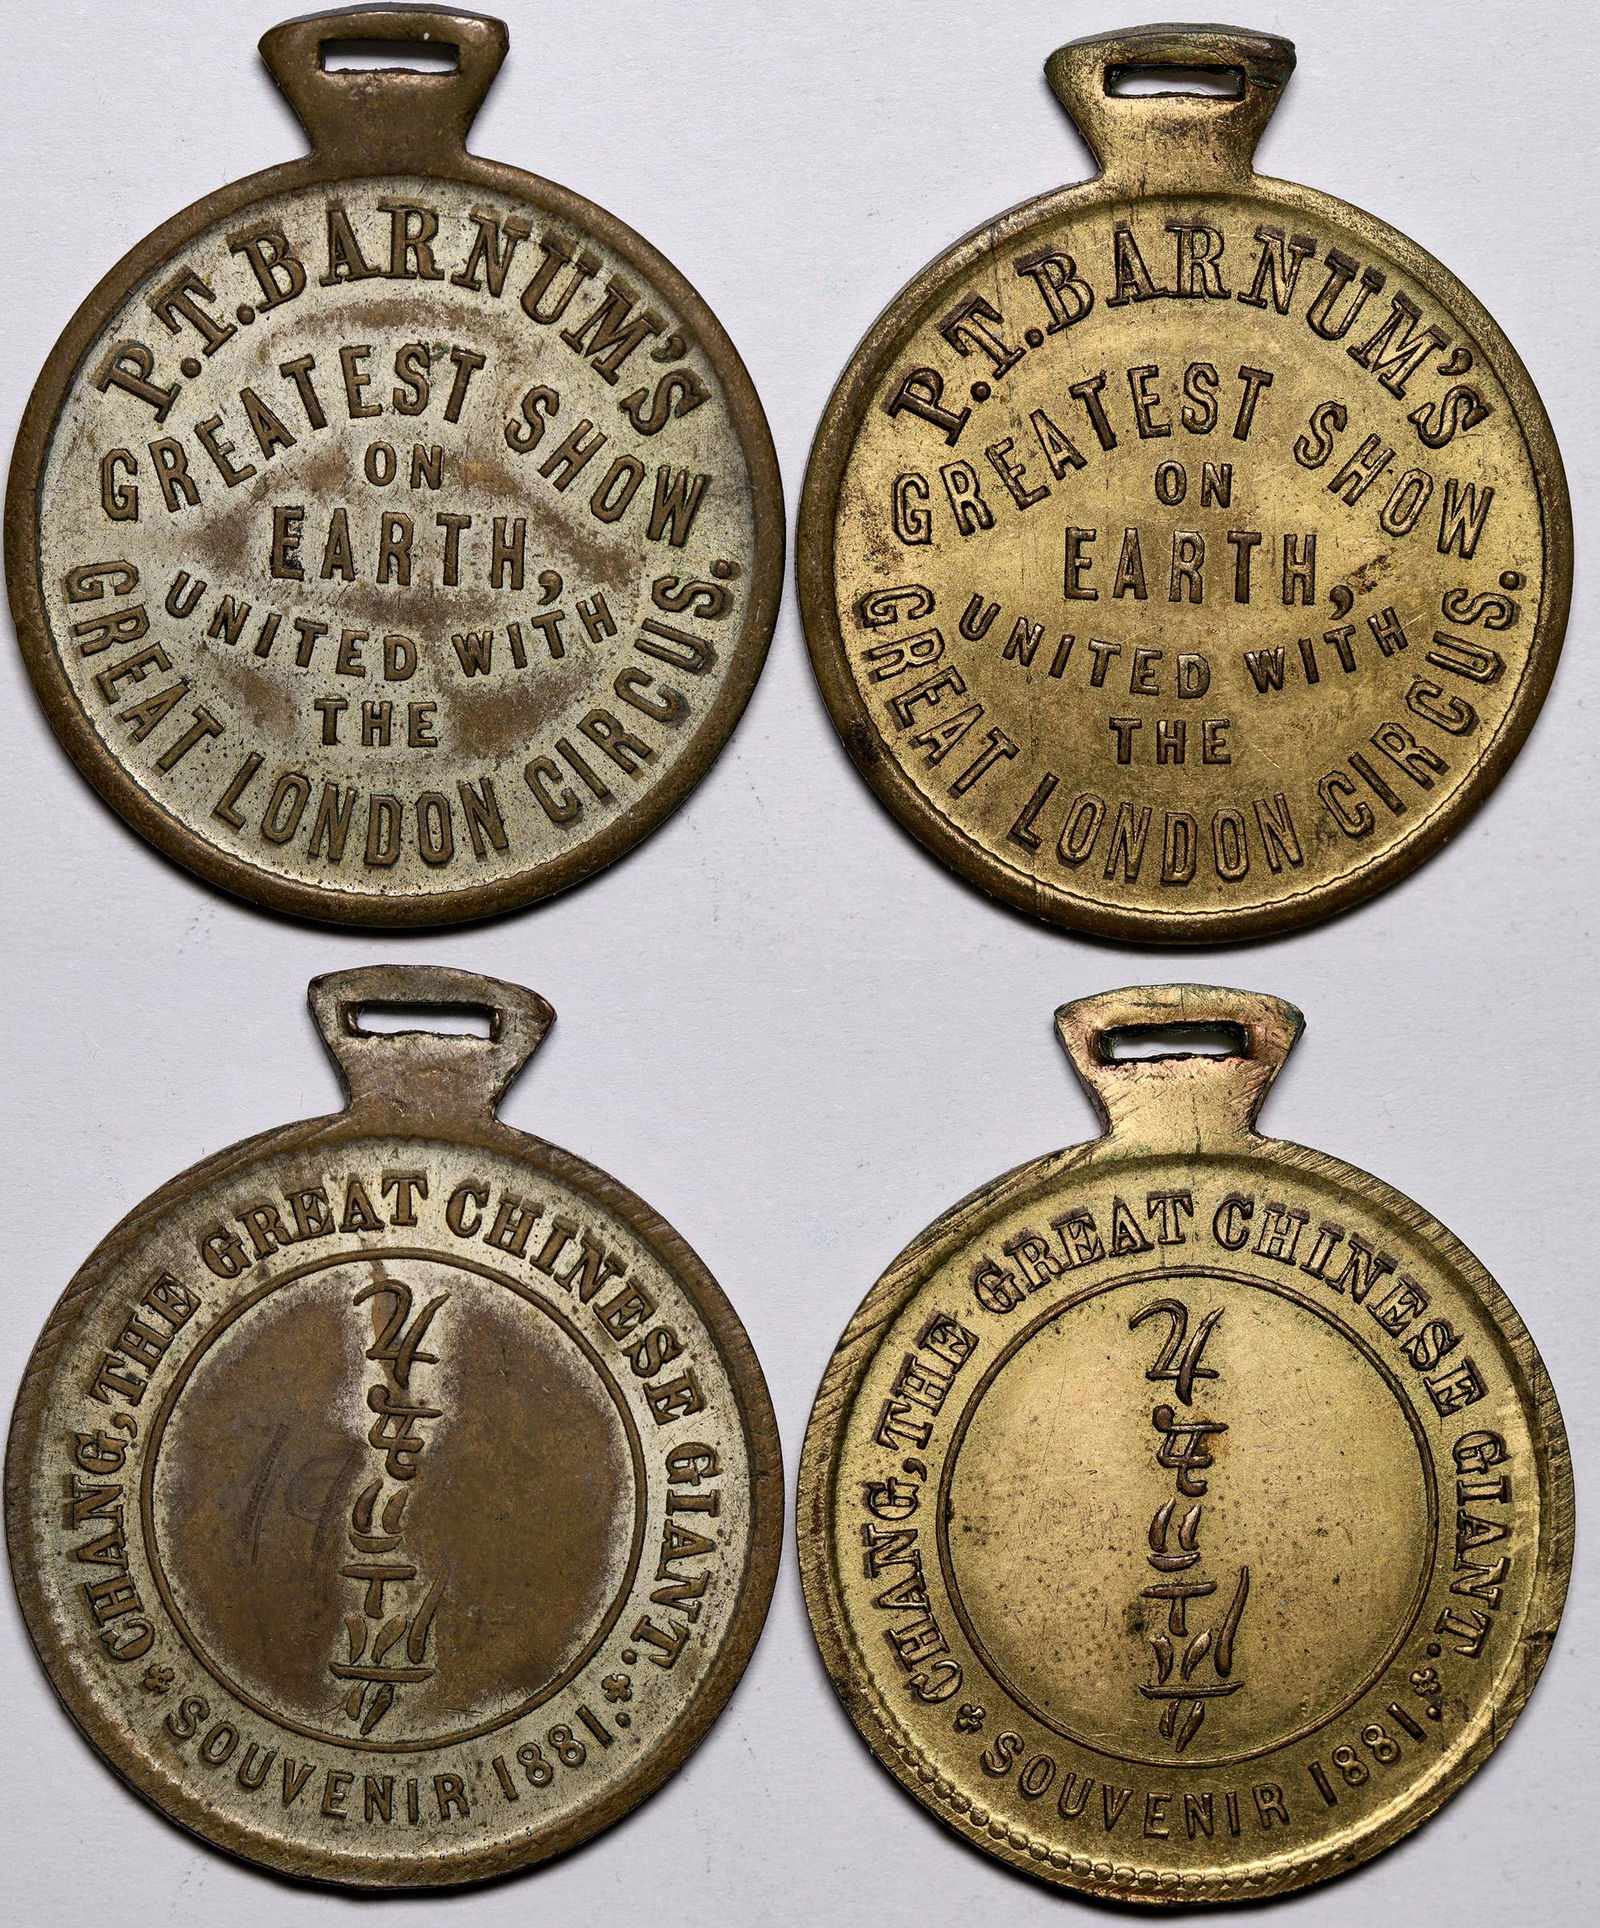 P.T. BARNUM'S
GREATEST SHOW
ON
EARTH,
UNITED WITH
THE
GREAT LONDON CIRCUS.
P.T. BARNUM'S
GREATEST SHOW
ON
EARTH,
UNITED WITH
THE
GREAT LONDON CIRCUS.
CHANG, THE GREAT CHINESE GIANT.
SOUVENIR 1881.
CHANG, THE GREAT CHINESE GIANT.
SOUVENIR 1881.